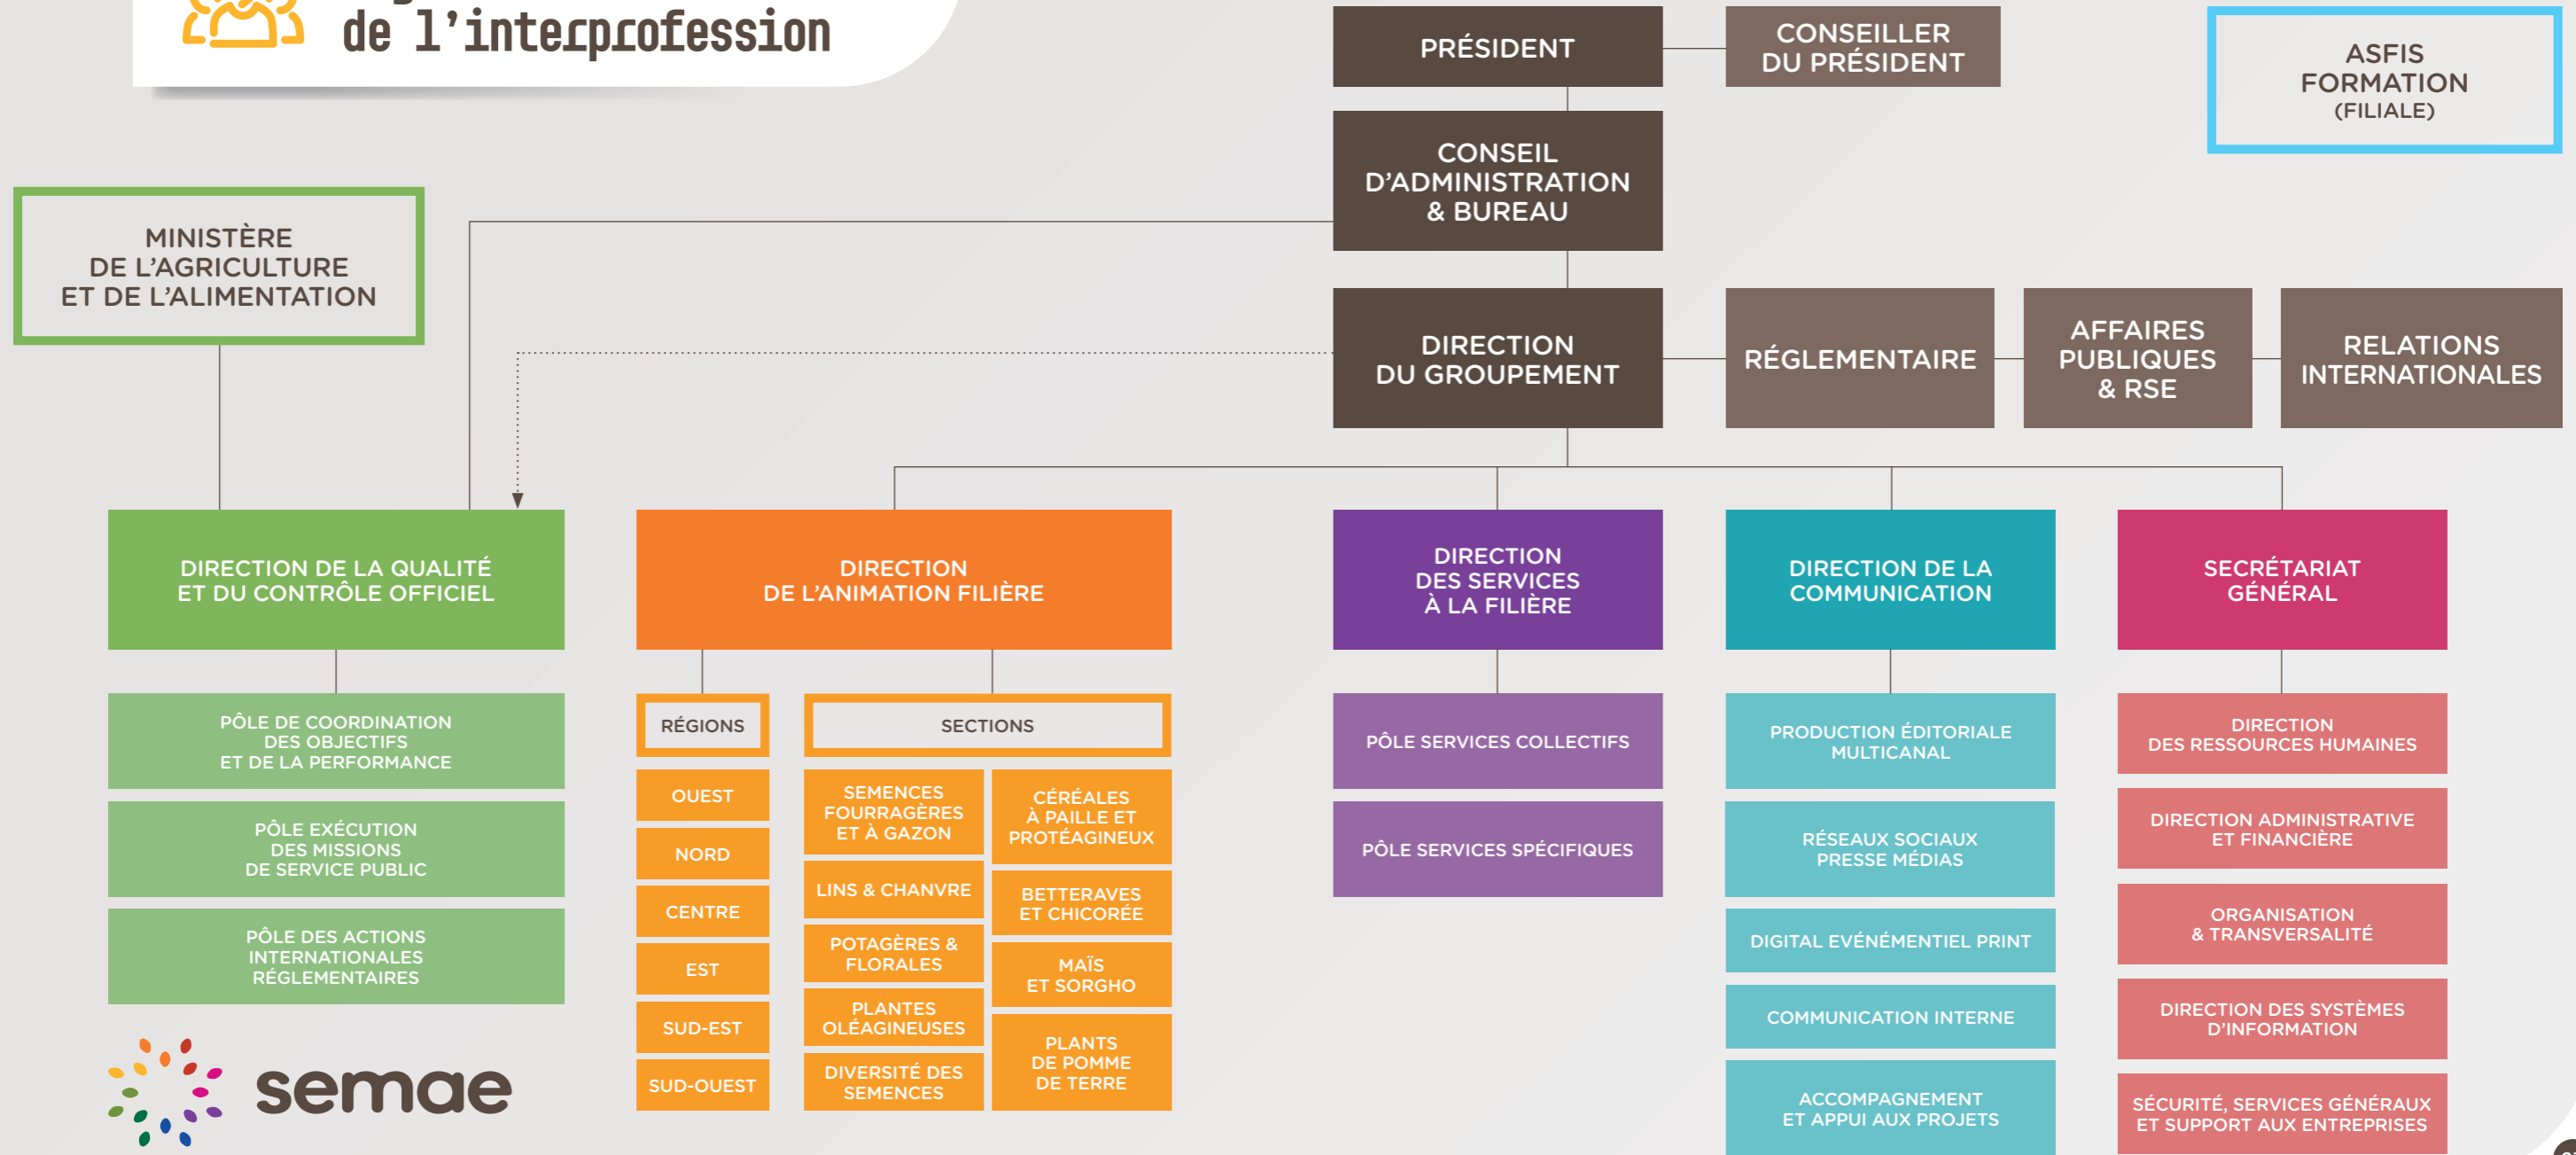 de l’interprofession
PRÉSIDENT
CONSEILLER
DU PRÉSIDENT
ASFIS
FORMATION
(FILIALE)
CONSEIL
D’ADMINISTRATION
& BUREAU
MINISTÈRE
DE L’AGRICULTURE
ET DE L’ALIMENTATION
DIRECTION
DU GROUPEMENT
RÉGLEMENTAIRE
AFFAIRES
PUBLIQUES
& RSE
RELATIONS
INTERNATIONALES
DIRECTION DE LA QUALITÉ
ET DU CONTRÔLE OFFICIEL
PÔLE DE COORDINATION
DES OBJECTIFS
ET DE LA PERFORMANCE
PÔLE EXÉCUTION
DES MISSIONS
DE SERVICE PUBLIC
PÔLE DES ACTIONS
INTERNATIONALES
RÉGLEMENTAIRES
DIRECTION
DE L’ANIMATION FILIÈRE
RÉGIONS
OUEST
NORD
CENTRE
EST
SUD-EST
SUD-OUEST
SECTIONS
SEMENCES
FOURRAGÈRES
ET À GAZON
LINS & CHANVRE
POTAGÈRES &
FLORALES
PLANTES
OLÉAGINEUSES
DIVERSITÉ DES
SEMENCES
CÉRÉALES
À PAILLE ET
PROTÉAGINEUX
BETTERAVES
ET CHICORÉE
MAÏS
ET SORGHO
PLANTS
DE POMME
DE TERRE
DIRECTION
DES SERVICES
À LA FILIÈRE
PÔLE SERVICES COLLECTIFS
PÔLE SERVICES SPÉCIFIQUES
DIRECTION DE LA
COMMUNICATION
PRODUCTION ÉDITORIALE
MULTICANAL
RÉSEAUX SOCIAUX
PRESSE MÉDIAS
DIGITAL EVÉNÉMENTIEL PRINT
COMMUNICATION INTERNE
ACCOMPAGNEMENT
ET APPUI AUX PROJETS
SECRÉTARIAT
GÉNÉRAL
DIRECTION
DES RESSOURCES HUMAINES
DIRECTION ADMINISTRATIVE
ET FINANCIÈRE
ORGANISATION
& TRANSVERSALITÉ
DIRECTION DES SYSTÈMES
D’INFORMATION
SÉCURITÉ, SERVICES GÉNÉRAUX
ET SUPPORT AUX ENTREPRISES
semae